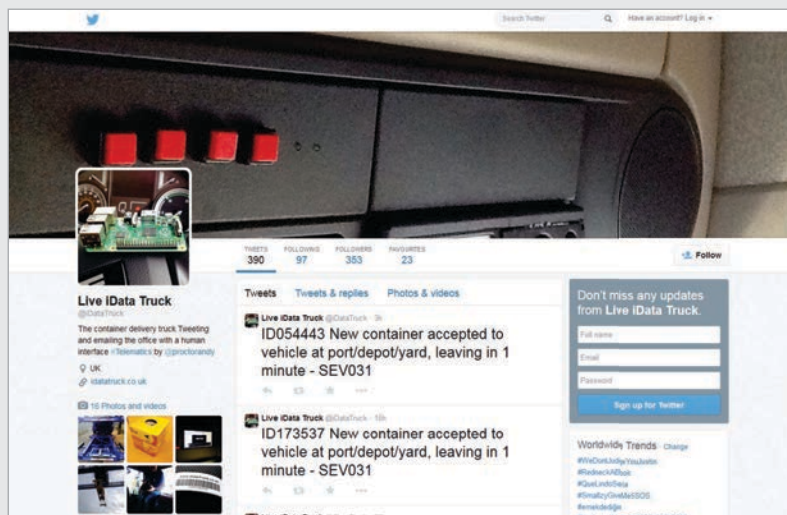 Search Twitter
Have an account? Log in
TWEETS
FOLLOWING
FOLLOWERS
FAVOURITES
390
97
353
23
Follow
Live iData Truck
@iDataTruck
The container delivery truck Tweeting
and emailing the office with a human
interface #Telematics by @proctorandy
UK
idatatruck.co.uk
16 Photos and videos
Tweets
Tweets & replies
Photos & videos
Live iData Truck @iDataTruck · 3h
ID054443 New container accepted to
vehicle at port/depot/yard, leaving in 1
minute - SEV031
Live iData Truck @iDataTruck · 16h
ID173537 New container accepted to
vehicle at port/depot/yard, leaving in 1
minute - SEV031
Don't miss any updates
from Live iData Truck.
Full name
Email
Password
Sign up for Twitter
Worldwide Trends · Change
#WeDontJudgeYouJustin
#QueLindoSeria